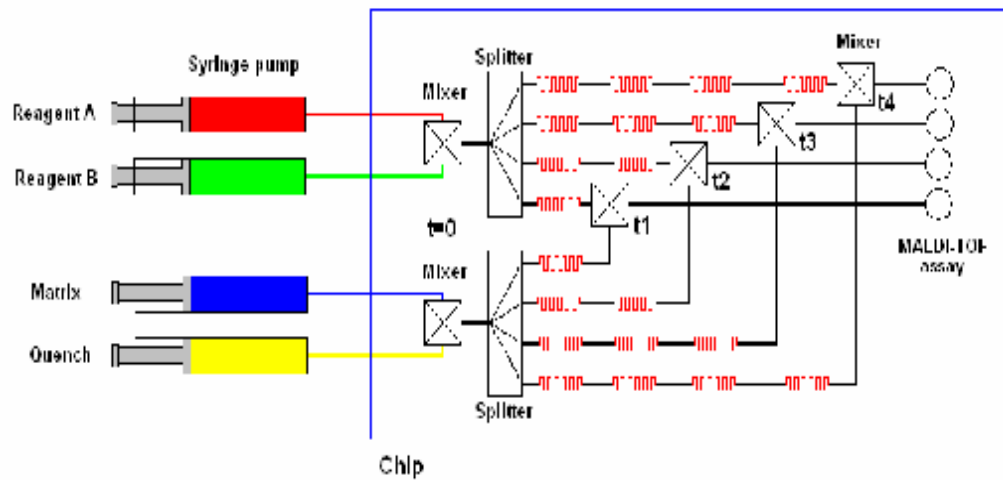 Mixer
Splitter
Syringe pump
Mixer
Reagent A
t4
t3
Reagent B
t2
t=0
t1
Mixer
MALDI-TOF
assay
Matrix
Quench
Splitter
Chip